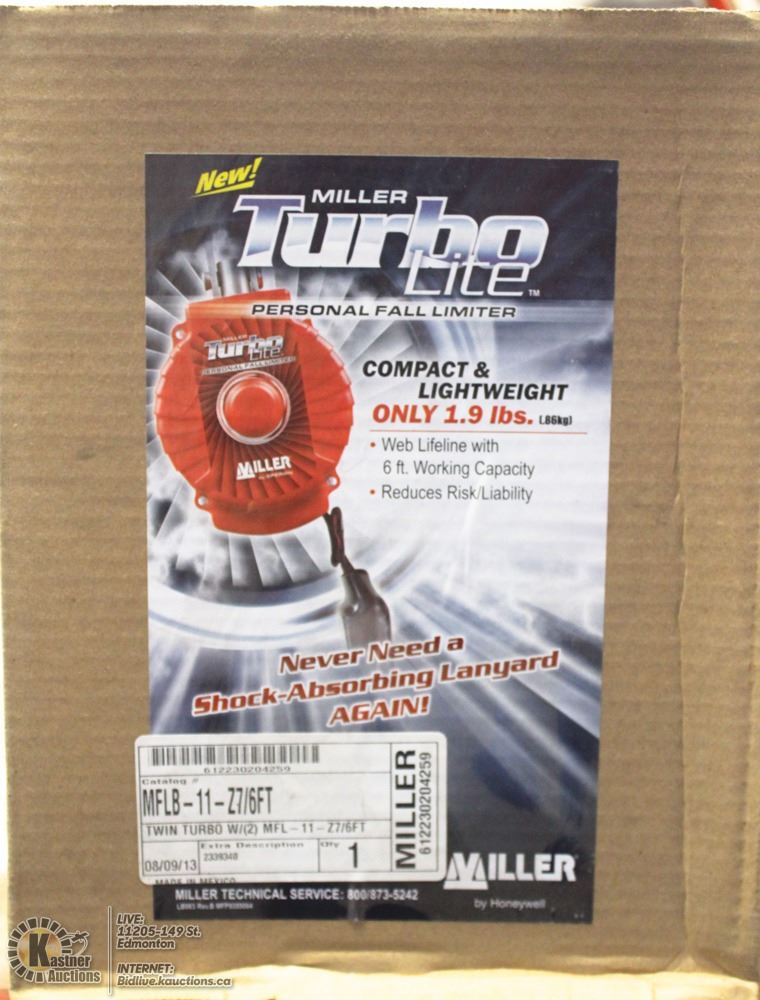 New!
MILLER
Turbo
Lite™
PERSONAL FALL LIMITER
MILLER
Turbo
Lite
PERSONAL FALL LIMITER
MILLER
COMPACT &
LIGHTWEIGHT
ONLY 1.9 lbs. (.86kg)
• Web Lifeline with
6 ft. Working Capacity
• Reduces Risk/Liability
Never Need a
Shock-Absorbing Lanyard
AGAIN!
612230204259
Catalog #
MFLB-11-Z7/6FT
TWIN TURBO W/(2) MFL-11-Z7/6FT
Extra Description
Qty
08/09/13
2339340
1
MADE IN MEXICO
MILLER
612230204259
MILLER
by Honeywell
MILLER TECHNICAL SERVICE: 800/873-5242
Kastner
Auctions
LIVE:
11205-149 St.
Edmonton
INTERNET:
Bidlive.kauctions.ca